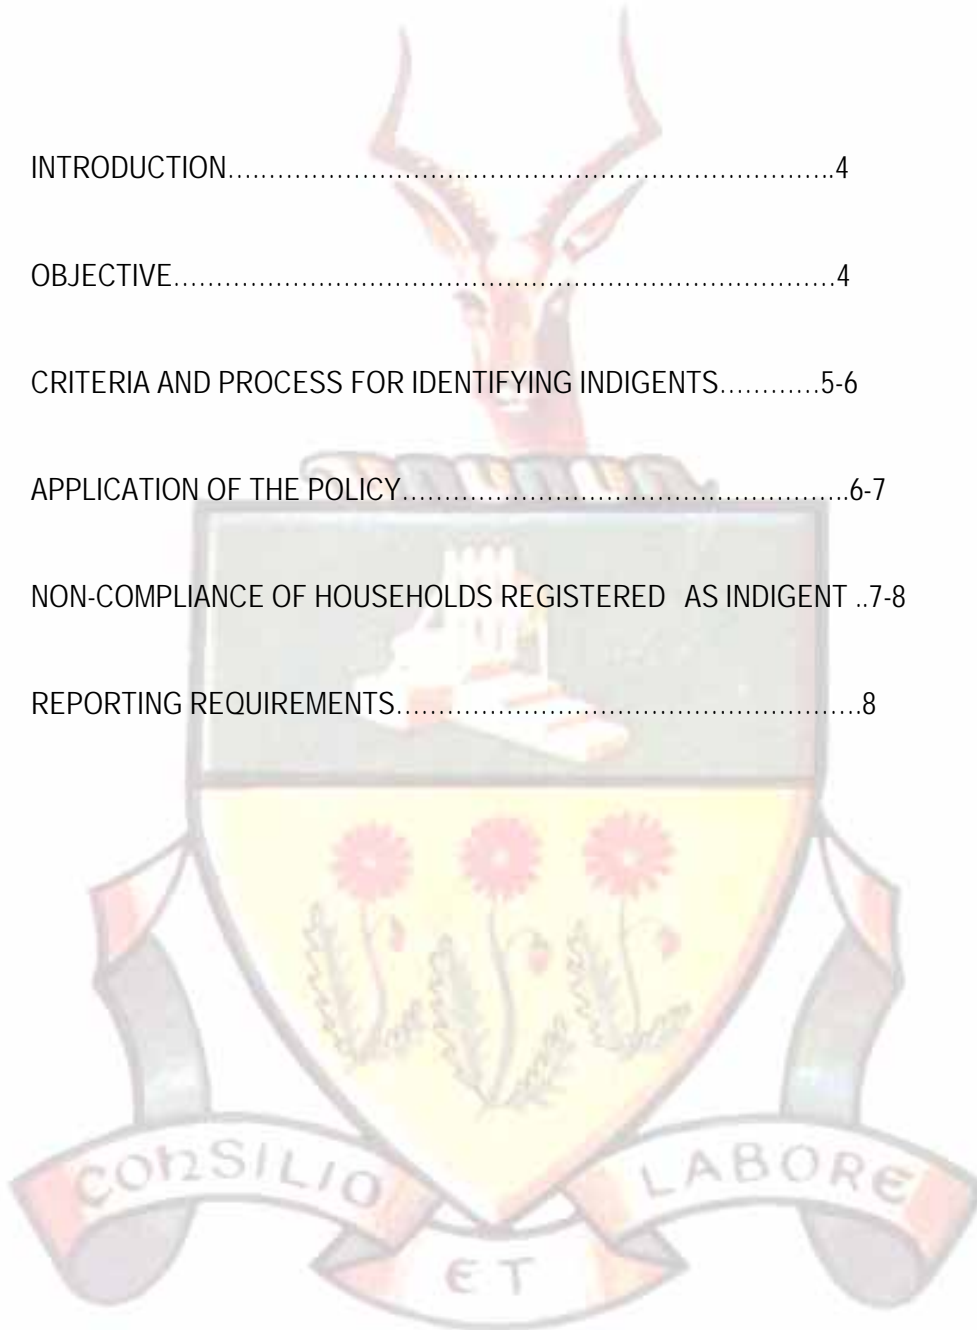 INTRODUCTION….…………………………………………………………..4
OBJECTIVE……………………………………………………………………4
CRITERIA AND PROCESS FOR IDENTIFYING INDIGENTS…………5-6
APPLICATION OF THE POLICY…………………………………………….6-7
NON-COMPLIANCE OF HOUSEHOLDS REGISTERED   AS INDIGENT ..7-8
REPORTING REQUIREMENTS……………………………………………….8
CONSILIO
LABORE
ET